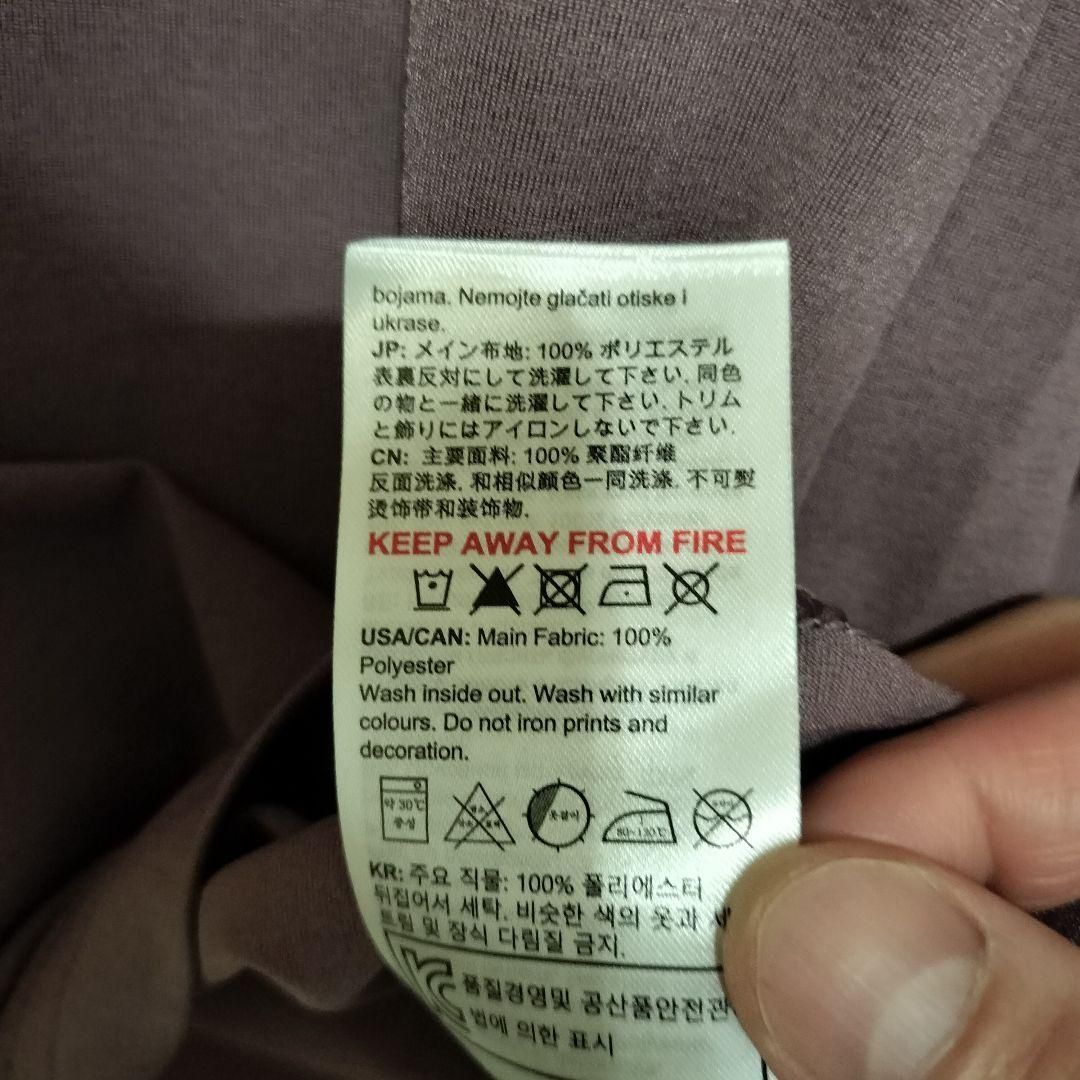 bojama. Nemojte glačati otiske i
ukrase.
JP: メイン布地: 100% ポリエステル
表裏反対にして洗濯して下さい. 同色
の物と一緒に洗濯して下さい. トリム
と飾りにはアイロンしないで下さい.
CN: 主要面料: 100% 聚酯纤维
反面洗涤. 和相似颜色一同洗涤. 不可熨
烫饰带和装饰物.
KEEP AWAY FROM FIRE
USA/CAN: Main Fabric: 100%
Polyester
Wash inside out. Wash with similar
colours. Do not iron prints and
decoration.
약 30℃
중성
옷걸이
80~120℃
KR: 주요 직물: 100% 폴리에스터
뒤집어서 세탁. 비슷한 색의 옷과
트림 및 장식 다림질 금지.
품질경영및 공산품안전관
법에 의한 표시